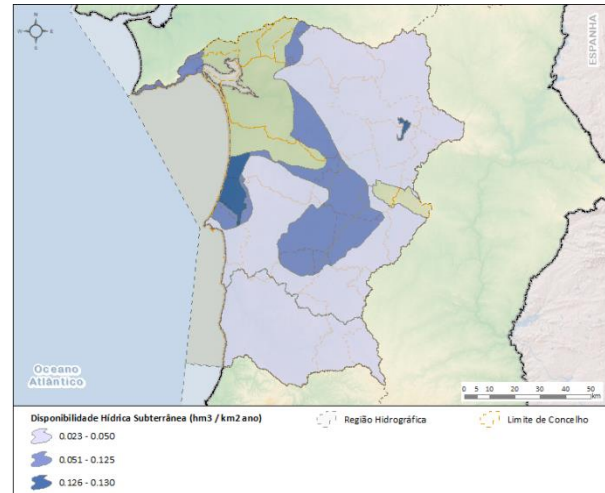 N
W
E
S
ESPANHA
Oceano
Atlântico
0 5 10 20 30 40 50
km
Disponibilidade Hídrica Subterrânea (hm3 / km2 ano)
Região Hidrográfica
Limite de Concelho
0.023 - 0.050
0.051 - 0.125
0.126 - 0.130